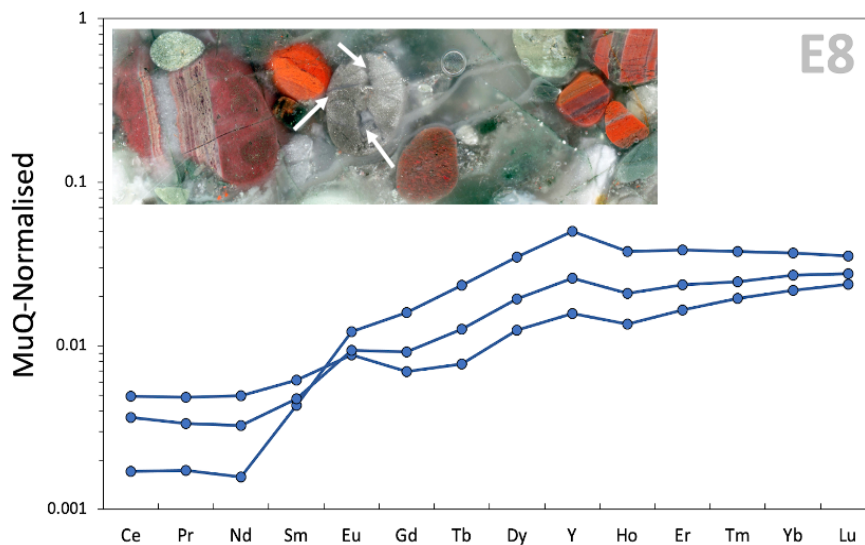 1
E8
0.1
0.01
0.001
MuQ-Normalised
Ce Pr Nd Sm Eu Gd Tb Dy Y Ho Er Tm Yb Lu